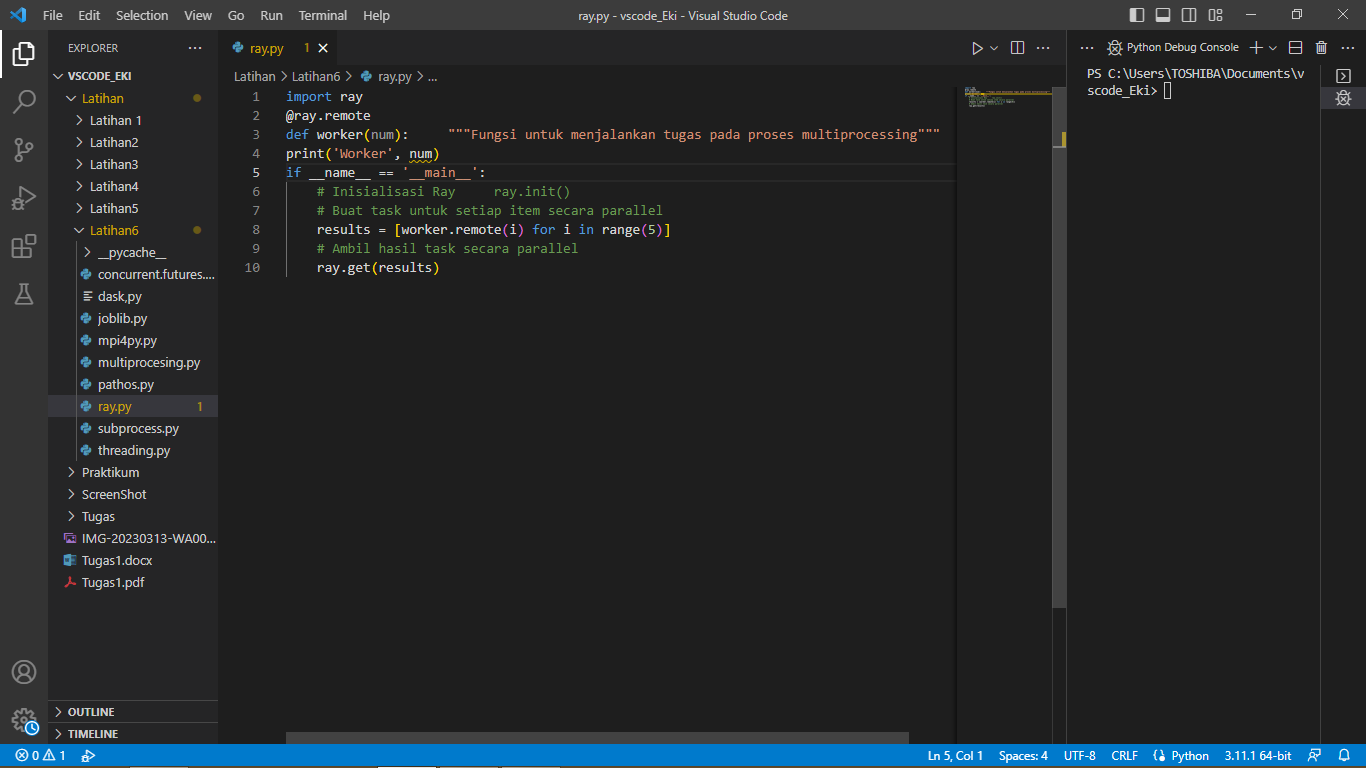 File Edit Selection View Go Run Terminal Help
ray.py - vscode_Eki - Visual Studio Code
EXPLORER
VSCODE_EKI
Latihan
Latihan 1
Latihan2
Latihan3
Latihan4
Latihan5
Latihan6
__pycache__
concurrent.futures....
dask,py
joblib.py
mpi4py.py
multiprocesing.py
pathos.py
ray.py 1
subprocess.py
threading.py
Praktikum
ScreenShot
Tugas
IMG-20230313-WA00...
Tugas1.docx
Tugas1.pdf
OUTLINE
TIMELINE
ray.py 1
Latihan > Latihan6 > ray.py > ...
1 import ray
2 @ray.remote
3 def worker(num):     """Fungsi untuk menjalankan tugas pada proses multiprocessing"""
4 print('Worker', num)
5 if __name__ == '__main__':
6     # Inisialisasi Ray     ray.init()
7     # Buat task untuk setiap item secara parallel
8     results = [worker.remote(i) for i in range(5)]
9     # Ambil hasil task secara parallel
10     ray.get(results)
Python Debug Console
PS C:\Users\TOSHIBA\Documents\v
scode_Eki>
0 1
Ln 5, Col 1 Spaces: 4 UTF-8 CRLF Python 3.11.1 64-bit